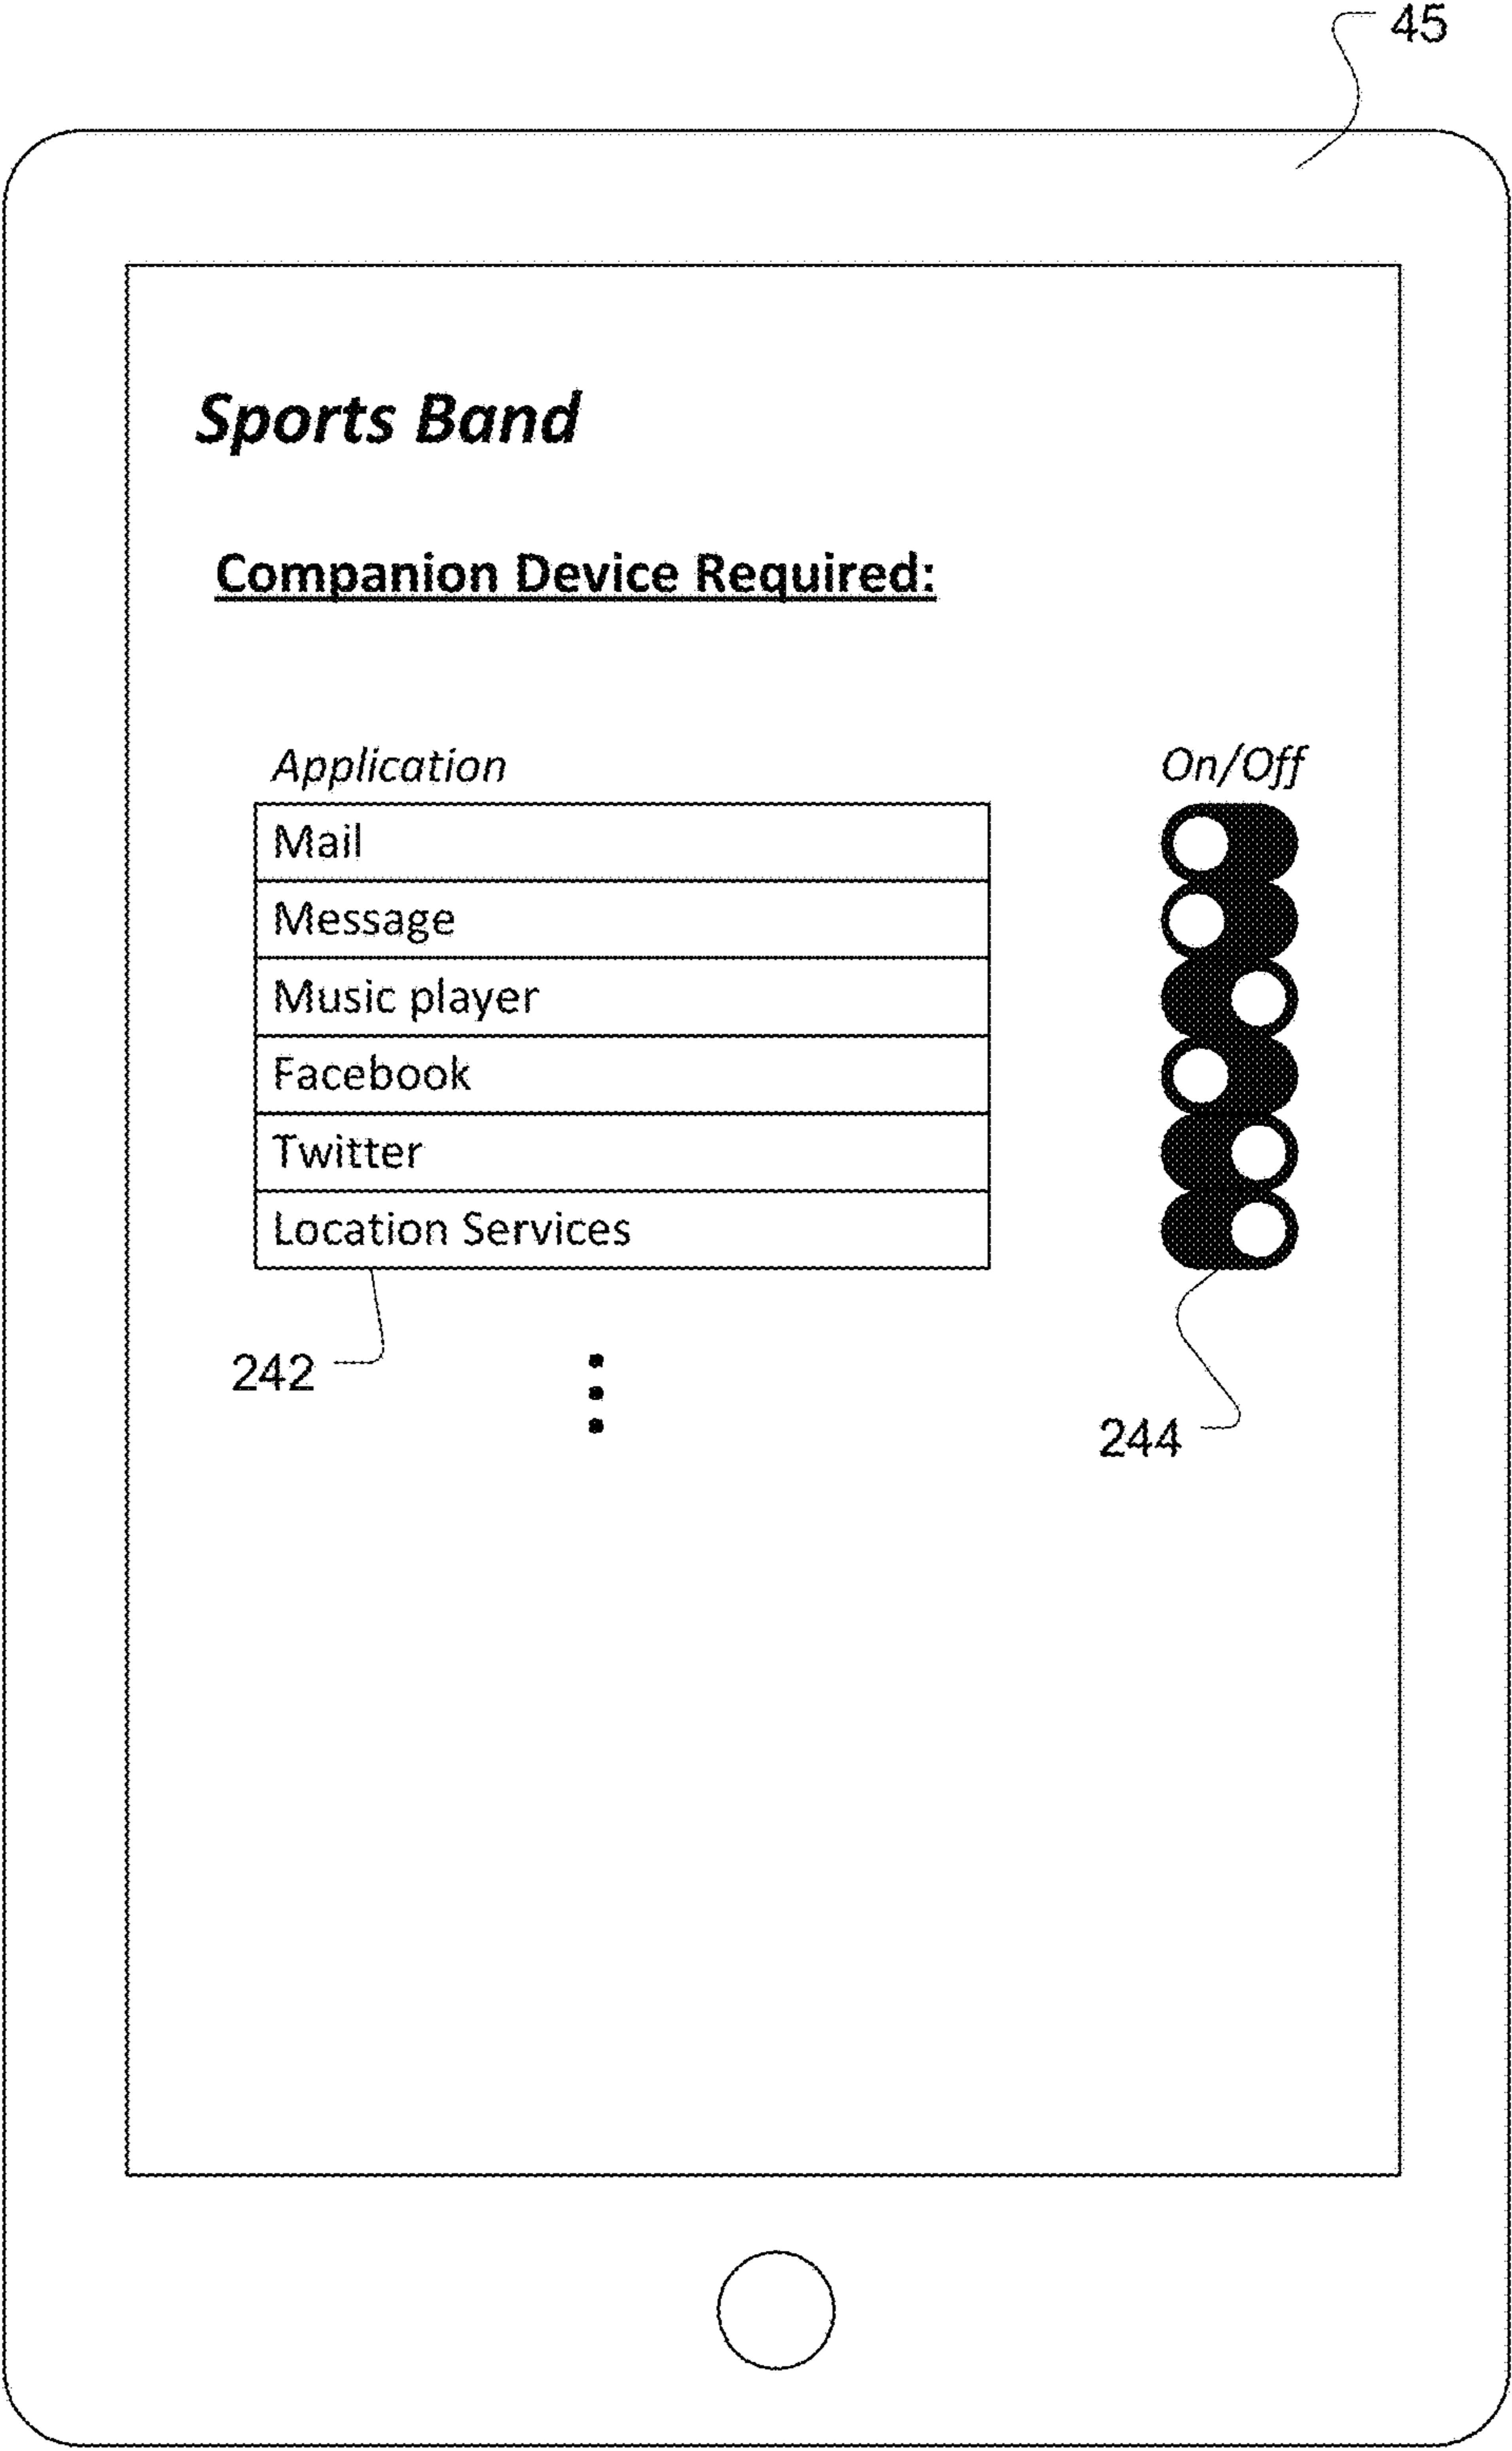 45
Sports Band
Companion Device Required:
Application On/Off
Mail
Message
Music player
Facebook
Twitter
Location Services
242
244